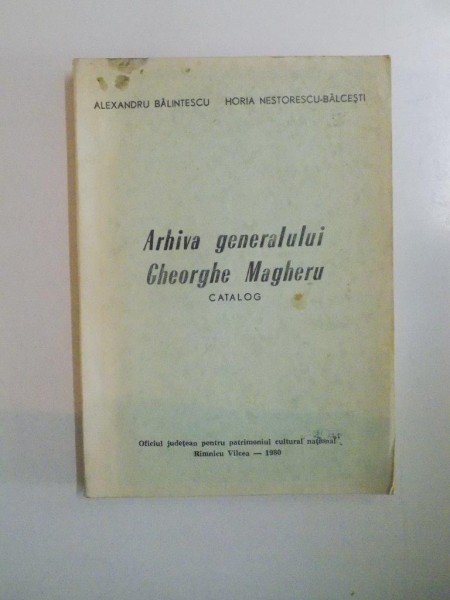 ALEXANDRU BĂLINTESCU HORIA NESTORESCU-BĂLCEȘTI
Arhiva generalului
Gheorghe Magheru
CATALOG
Oficiul județean pentru patrimoniul cultural național
Rîmnicu Vîlcea — 1980